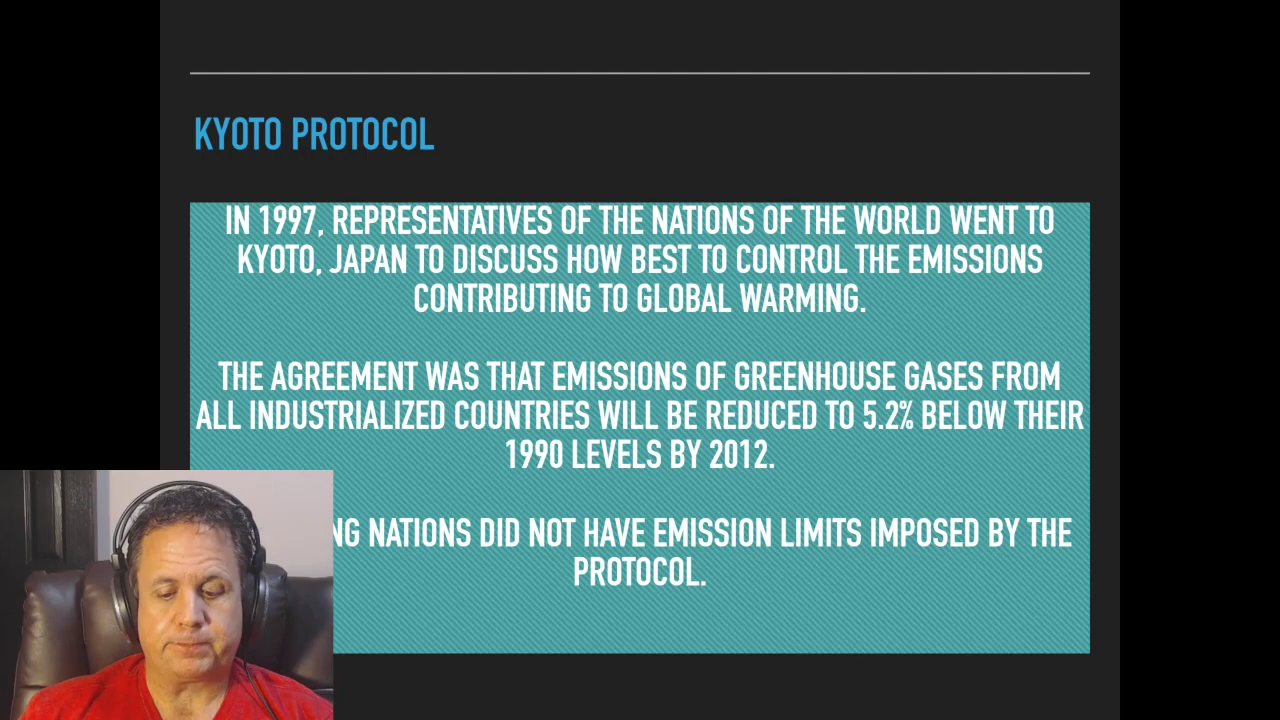 KYOTO PROTOCOL
IN 1997, REPRESENTATIVES OF THE NATIONS OF THE WORLD WENT TO
KYOTO, JAPAN TO DISCUSS HOW BEST TO CONTROL THE EMISSIONS
CONTRIBUTING TO GLOBAL WARMING.
THE AGREEMENT WAS THAT EMISSIONS OF GREENHOUSE GASES FROM
ALL INDUSTRIALIZED COUNTRIES WILL BE REDUCED TO 5.2% BELOW THEIR
1990 LEVELS BY 2012.
NATIONS DID NOT HAVE EMISSION LIMITS IMPOSED BY THE
PROTOCOL.